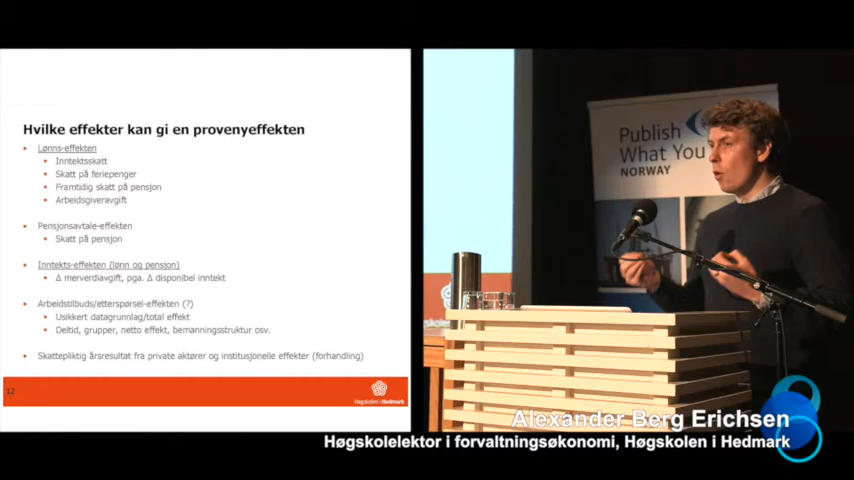 Hvilke effekter kan gi en provenyeffekten
Lønns-effekten
Inntektsskatt
Skatt på feriepenger
Framtidig skatt på pensjon
Arbeidsgiveravgift
Pensjonsavtale-effekten
Skatt på pensjon
Inntekts-effekten (lønn og pensjon)
Δ merverdiavgift, pga. Δ disponibel inntekt
Arbeidstilbuds/etterspørsel-effekten (?)
Usikkert datagrunnlag/total effekt
Deltid, grupper, netto effekt, bemanningsstruktur osv.
Skattepliktig årsresultat fra private aktører og institusjonelle effekter (forhandling)
12
Høgskolen i Hedmark
Publish
What You
NORWAY
Alexander Berg Erichsen
Høgskolelektor i forvaltningsøkonomi, Høgskolen i Hedmark